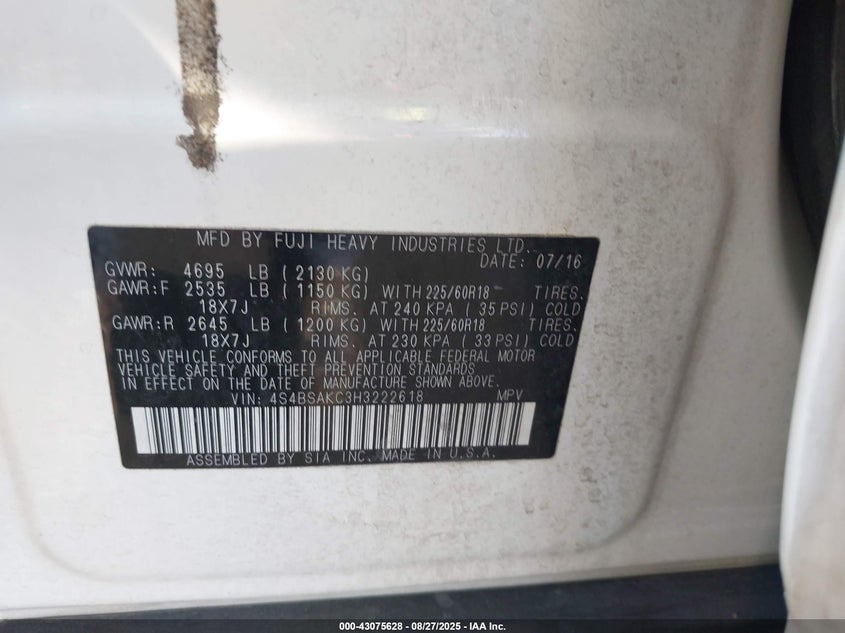 MFD BY FUJI HEAVY INDUSTRIES LTD.
DATE: 07/16
GVWR: 4695 LB (2130 KG)
GAWR:F 2535 LB (1150 KG) WITH 225/60R18 TIRES.
18X7J RIMS. AT 240 KPA (35 PSI) COLD
GAWR:R 2645 LB (1200 KG) WITH 225/60R18 TIRES.
18X7J RIMS. AT 230 KPA (33 PSI) COLD
THIS VEHICLE CONFORMS TO ALL APPLICABLE FEDERAL MOTOR
VEHICLE SAFETY AND THEFT PREVENTION STANDARDS
IN EFFECT ON THE DATE OF MANUFACTURE SHOWN ABOVE.
VIN: 4S4BSAKC3H3222618 MPV
ASSEMBLED BY SIA INC. MADE IN U.S.A.
000-43075628 - 08/27/2025 - IAA Inc.